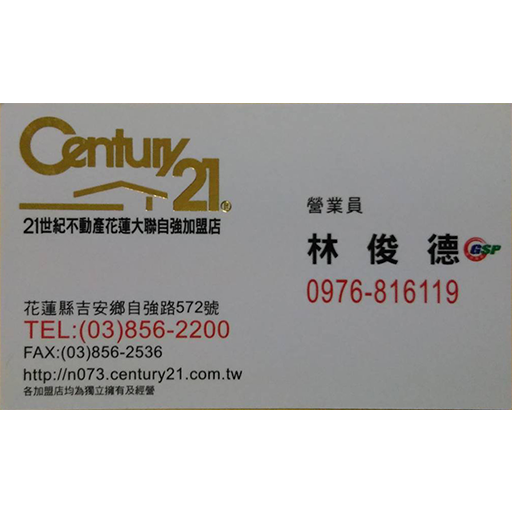 Century 21®
21世紀不動產花蓮大聯自強加盟店
營業員
林俊德 GSP
0976-816119
花蓮縣吉安鄉自強路572號
TEL:(03)856-2200
FAX:(03)856-2536
http://n073.century21.com.tw
各加盟店均為獨立擁有及經營